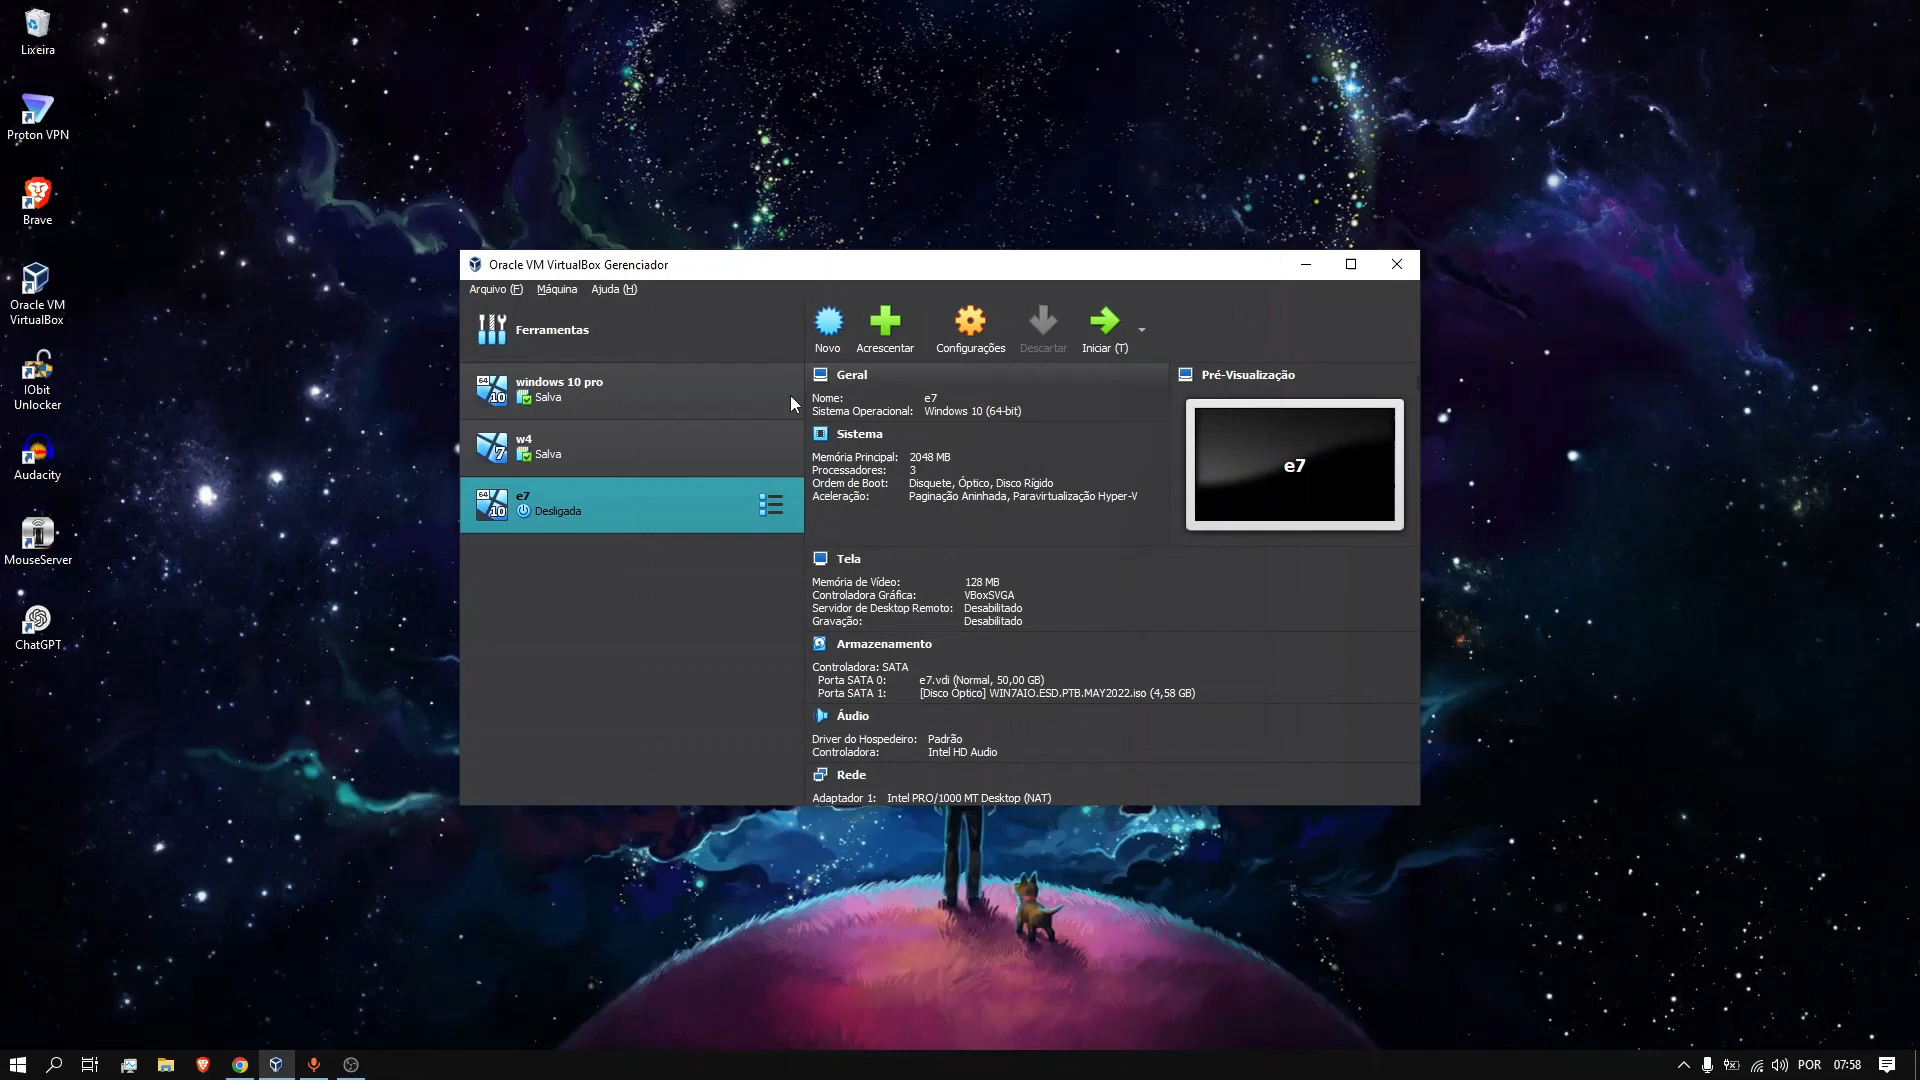 Lixeira
Proton VPN
Brave
Oracle VM
VirtualBox
IObit
Unlocker
Audacity
MouseServer
ChatGPT
Oracle VM VirtualBox Gerenciador
Arquivo (F) Máquina Ajuda (H)
Ferramentas
Novo Acrescentar Configurações Descartar Iniciar (T)
64 10 windows 10 pro
Salva
7 w4
Salva
64 10 e7
Desligada
Geral
Nome: e7
Sistema Operacional: Windows 10 (64-bit)
Sistema
Memória Principal: 2048 MB
Processadores: 3
Ordem de Boot: Disquete, Óptico, Disco Rígido
Aceleração: Paginação Aninhada, Paravirtualização Hyper-V
Pré-Visualização
e7
Tela
Memória de Vídeo: 128 MB
Controladora Gráfica: VBoxSVGA
Servidor de Desktop Remoto: Desabilitado
Gravação: Desabilitado
Armazenamento
Controladora: SATA
Porta SATA 0: e7.vdi (Normal, 50,00 GB)
Porta SATA 1: [Disco Óptico] WIN7AIO.ESD.PTB.MAY2022.iso (4,58 GB)
Áudio
Driver do Hospedeiro: Padrão
Controladora: Intel HD Audio
Rede
Adaptador 1: Intel PRO/1000 MT Desktop (NAT)
POR 07:58